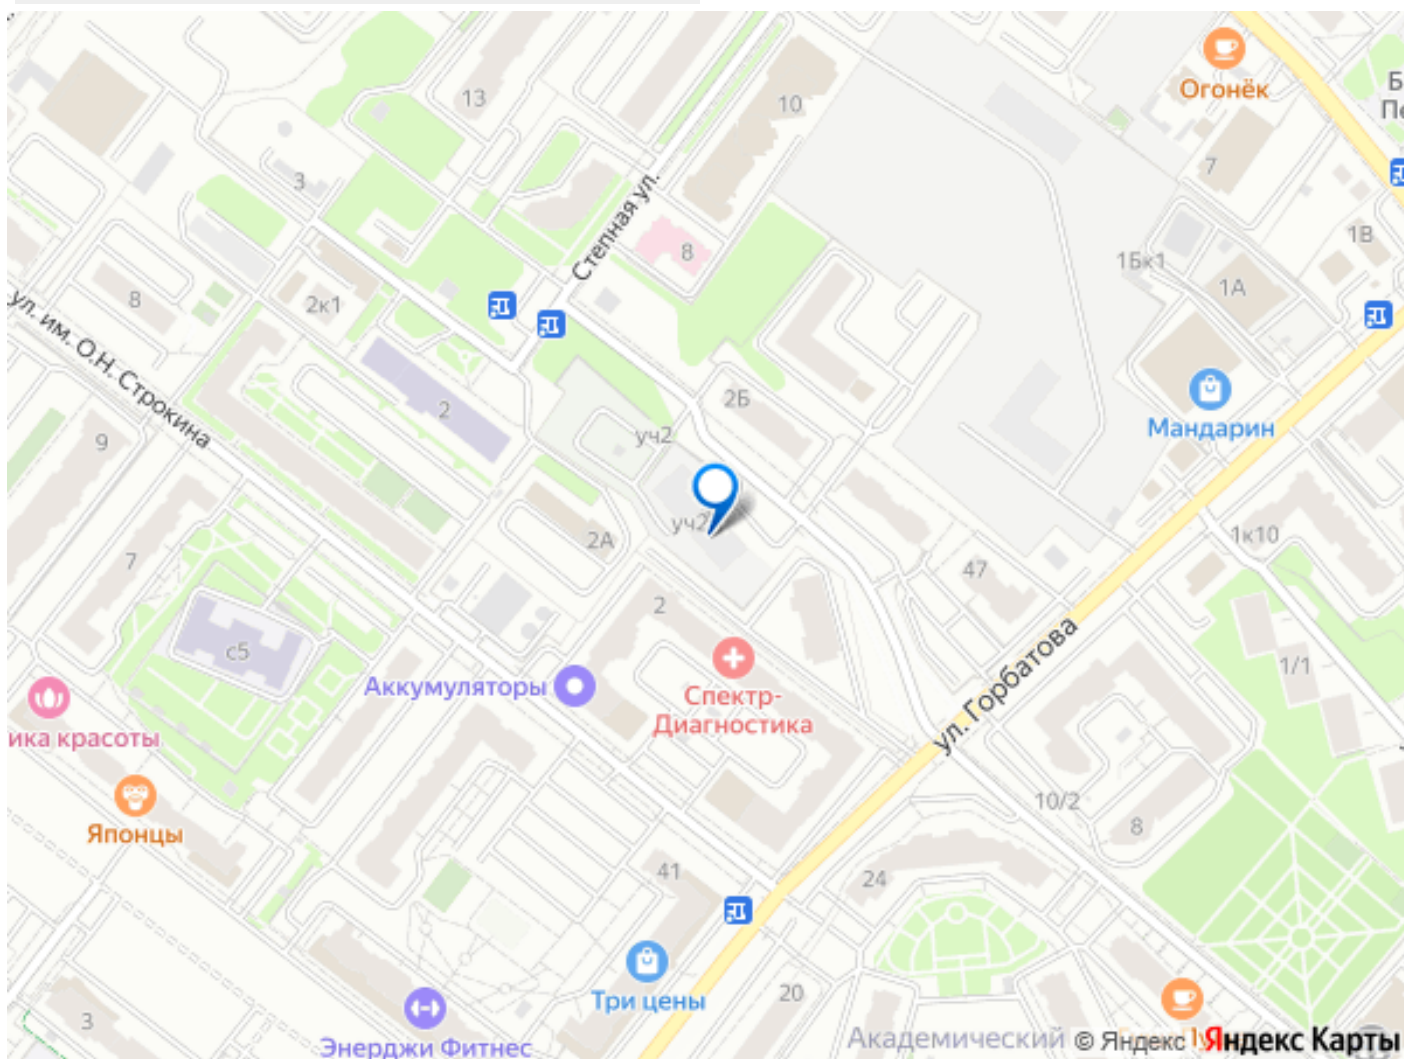 Огонёк
Б
Пе
13
10
7
3
Степная ул.
8
1В
1Бк1
1А
8
2к1
ул. им. О.Н. Строкина
2
2Б
Мандарин
уч2
9
уч2
2А
1к10
7
47
2
с5
1/1
ул. Горбатова
Аккумуляторы
Спектр-
Диагностика
ика красоты
Японцы
10/2
8
41
24
Три цены
20
3
Энерджи Фитнес
Академический
© Яндекс Яндекс Карты